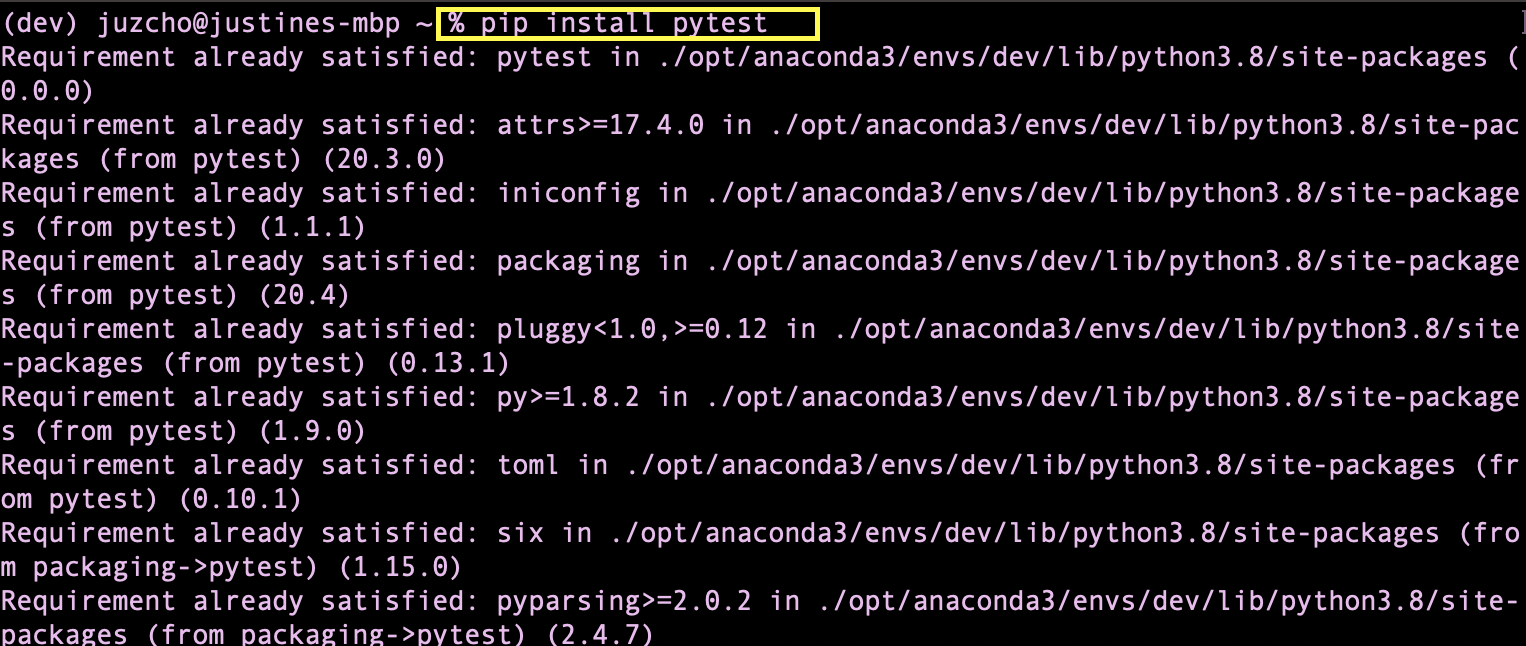 (dev) juzcho@justines-mbp ~ % pip install pytest
Requirement already satisfied: pytest in ./opt/anaconda3/envs/dev/lib/python3.8/site-packages (
0.0.0)
Requirement already satisfied: attrs>=17.4.0 in ./opt/anaconda3/envs/dev/lib/python3.8/site-pac
kages (from pytest) (20.3.0)
Requirement already satisfied: iniconfig in ./opt/anaconda3/envs/dev/lib/python3.8/site-package
s (from pytest) (1.1.1)
Requirement already satisfied: packaging in ./opt/anaconda3/envs/dev/lib/python3.8/site-package
s (from pytest) (20.4)
Requirement already satisfied: pluggy<1.0,>=0.12 in ./opt/anaconda3/envs/dev/lib/python3.8/site
-packages (from pytest) (0.13.1)
Requirement already satisfied: py>=1.8.2 in ./opt/anaconda3/envs/dev/lib/python3.8/site-package
s (from pytest) (1.9.0)
Requirement already satisfied: toml in ./opt/anaconda3/envs/dev/lib/python3.8/site-packages (fr
om pytest) (0.10.1)
Requirement already satisfied: six in ./opt/anaconda3/envs/dev/lib/python3.8/site-packages (fro
m packaging->pytest) (1.15.0)
Requirement already satisfied: pyparsing>=2.0.2 in ./opt/anaconda3/envs/dev/lib/python3.8/site-
packages (from packaging->pytest) (2.4.7)